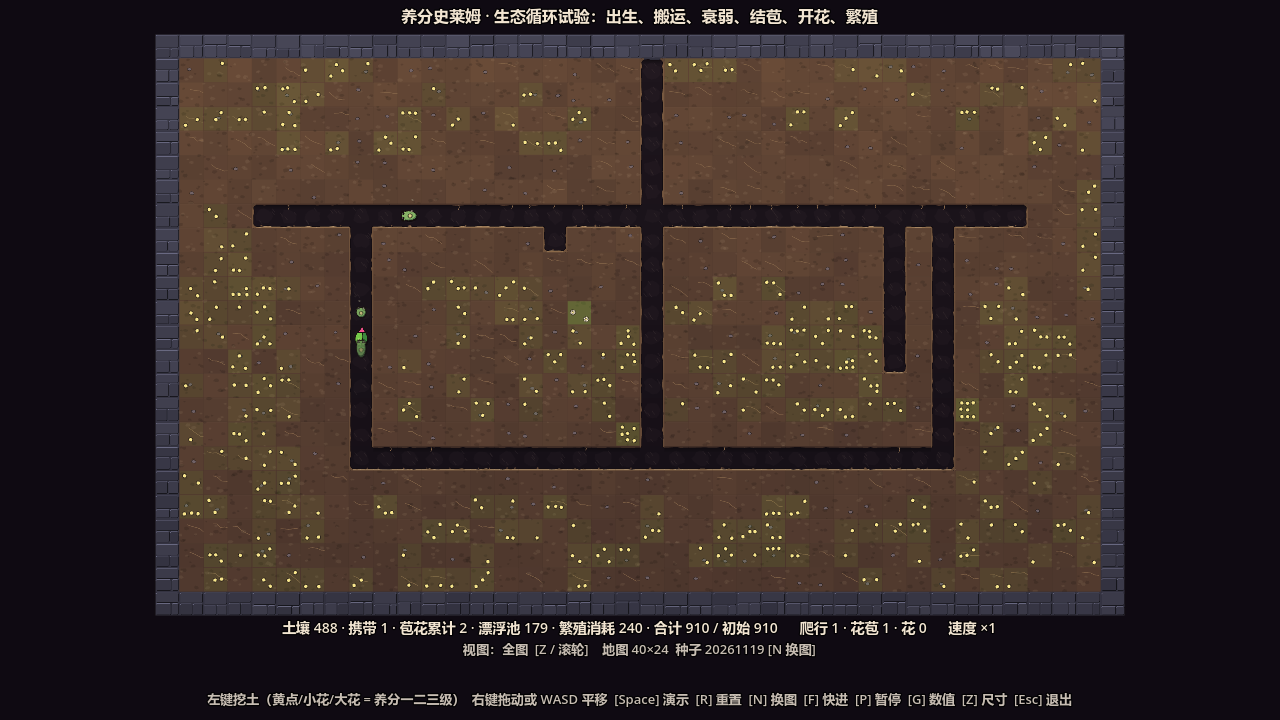 养分史莱姆 · 生态循环试验：出生、搬运、衰弱、结苞、开花、繁殖
土壤 488 · 携带 1 · 苞花累计 2 · 漂浮池 179 · 繁殖消耗 240 · 合计 910 / 初始 910 爬行 1 · 花苞 1 · 花 0 速度 ×1
视图：全图 [Z / 滚轮] 地图 40×24 种子 20261119 [N 换图]
左键挖土（黄点/小花/大花 = 养分一二三级） 右键拖动或 WASD 平移 [Space] 演示 [R] 重置 [N] 换图 [F] 快进 [P] 暂停 [G] 数值 [Z] 尺寸 [Esc] 退出